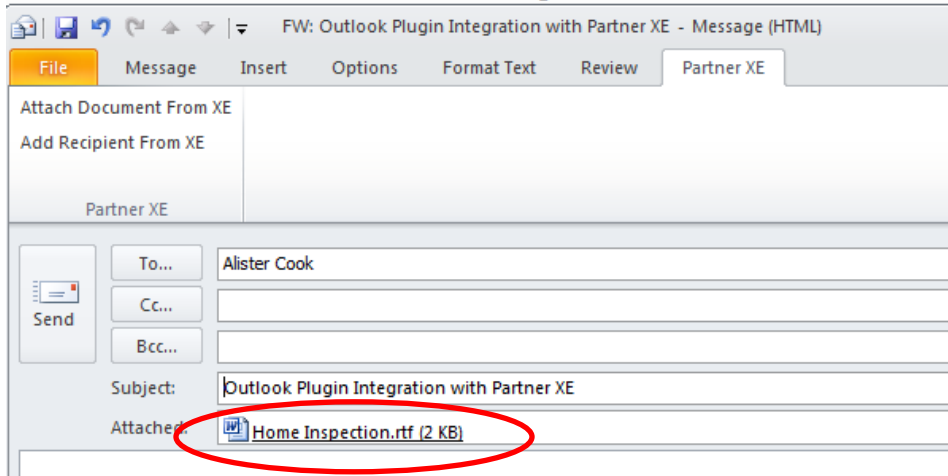 FW: Outlook Plugin Integration with Partner XE - Message (HTML)
File Message Insert Options Format Text Review Partner XE
Attach Document From XE
Add Recipient From XE
Partner XE
To... Alister Cook
Cc...
Send
Bcc...
Subject: Outlook Plugin Integration with Partner XE
Attached: Home Inspection.rtf (2 KB)